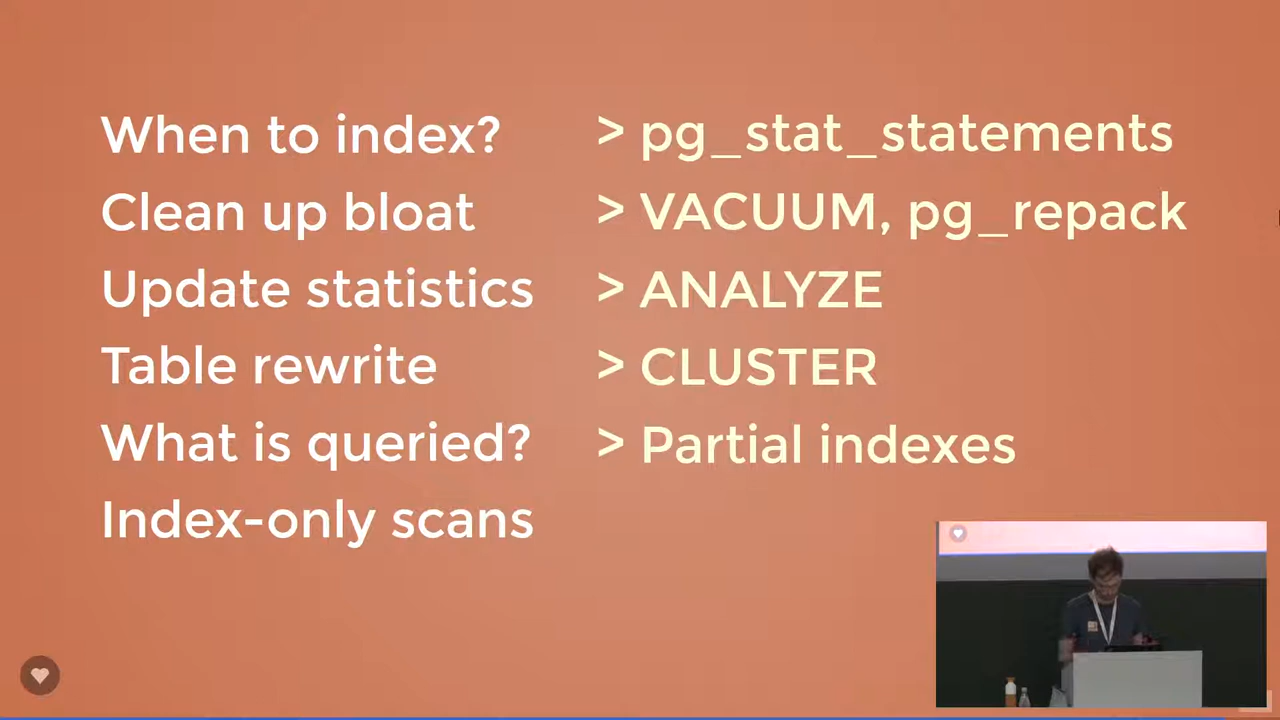 When to index? > pg_stat_statements
Clean up bloat > VACUUM, pg_repack
Update statistics > ANALYZE
Table rewrite > CLUSTER
What is queried? > Partial indexes
Index-only scans